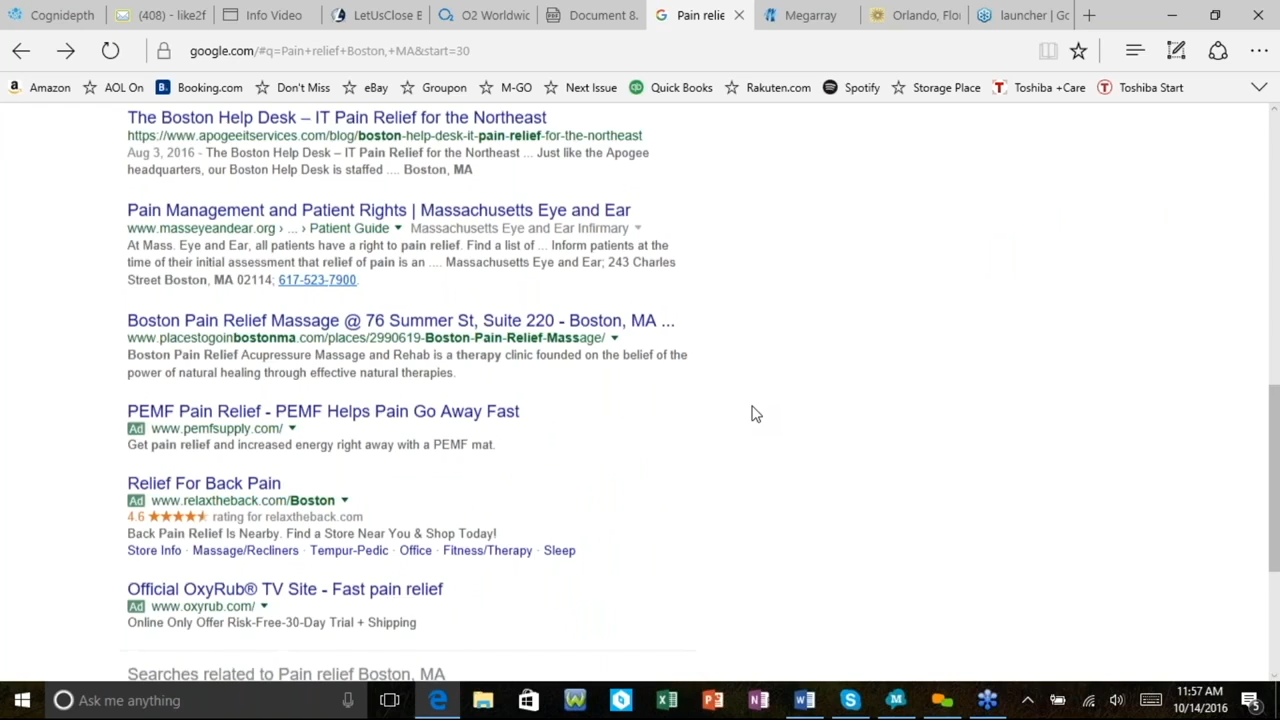 Cognidepth
(408) - like2f
Info Video
LetUsClose E
O2 Worldwic
Document 8.
Pain relie
Megarray
Orlando, Flo
launcher | Go
google.com/#q=Pain+relief+Boston,+MA&start=30
Amazon
AOL On
Booking.com
Don't Miss
eBay
Groupon
M-GO
Next Issue
Quick Books
Rakuten.com
Spotify
Storage Place
Toshiba +Care
Toshiba Start
The Boston Help Desk – IT Pain Relief for the Northeast
https://www.apogeeitservices.com/blog/boston-help-desk-it-pain-relief-for-the-northeast
Aug 3, 2016 - The Boston Help Desk – IT Pain Relief for the Northeast ... Just like the Apogee
headquarters, our Boston Help Desk is staffed .... Boston, MA
Pain Management and Patient Rights | Massachusetts Eye and Ear
www.masseyeandear.org › ... › Patient Guide ▼ Massachusetts Eye and Ear Infirmary ▼
At Mass. Eye and Ear, all patients have a right to pain relief. Find a list of ... Inform patients at the
time of their initial assessment that relief of pain is an .... Massachusetts Eye and Ear; 243 Charles
Street Boston, MA 02114; 617-523-7900.
Boston Pain Relief Massage @ 76 Summer St, Suite 220 - Boston, MA ...
www.placestogoinbostonma.com/places/2990619-Boston-Pain-Relief-Massage/ ▼
Boston Pain Relief Acupressure Massage and Rehab is a therapy clinic founded on the belief of the
power of natural healing through effective natural therapies.
PEMF Pain Relief - PEMF Helps Pain Go Away Fast
Ad www.pemfsupply.com/ ▼
Get pain relief and increased energy right away with a PEMF mat.
Relief For Back Pain
Ad www.relaxtheback.com/Boston ▼
4.6 ★★★★★ rating for relaxtheback.com
Back Pain Relief Is Nearby. Find a Store Near You & Shop Today!
Store Info · Massage/Recliners · Tempur-Pedic · Office · Fitness/Therapy · Sleep
Official OxyRub® TV Site - Fast pain relief
Ad www.oxyrub.com/ ▼
Online Only Offer Risk-Free-30-Day Trial + Shipping
Searches related to Pain relief Boston, MA
Ask me anything
11:57 AM
10/14/2016
5